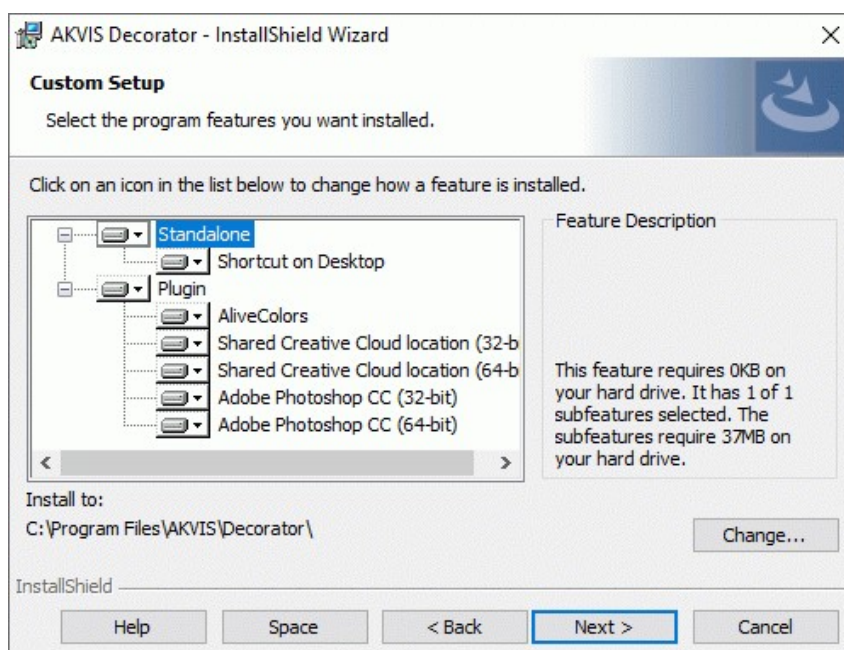 AKVIS Decorator - InstallShield Wizard
Custom Setup
Select the program features you want installed.
Click on an icon in the list below to change how a feature is installed.
Standalone
Shortcut on Desktop
Plugin
AliveColors
Shared Creative Cloud location (32-b
Shared Creative Cloud location (64-b
Adobe Photoshop CC (32-bit)
Adobe Photoshop CC (64-bit)
Feature Description
This feature requires 0KB on
your hard drive. It has 1 of 1
subfeatures selected. The
subfeatures require 37MB on
your hard drive.
Install to:
C:\Program Files\AKVIS\Decorator\
Change...
InstallShield
Help
Space
< Back
Next >
Cancel